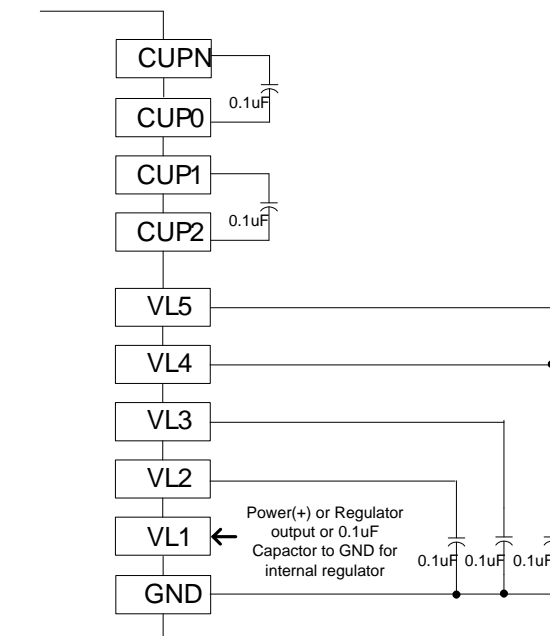 CUPN
0.1uF
CUP0
CUP1
0.1uF
CUP2
VL5
VL4
VL3
VL2
VL1
Power(+) or Regulator
output or 0.1uF
Capactor to GND for
internal regulator
0.1uF 0.1uF 0.1uF
GND